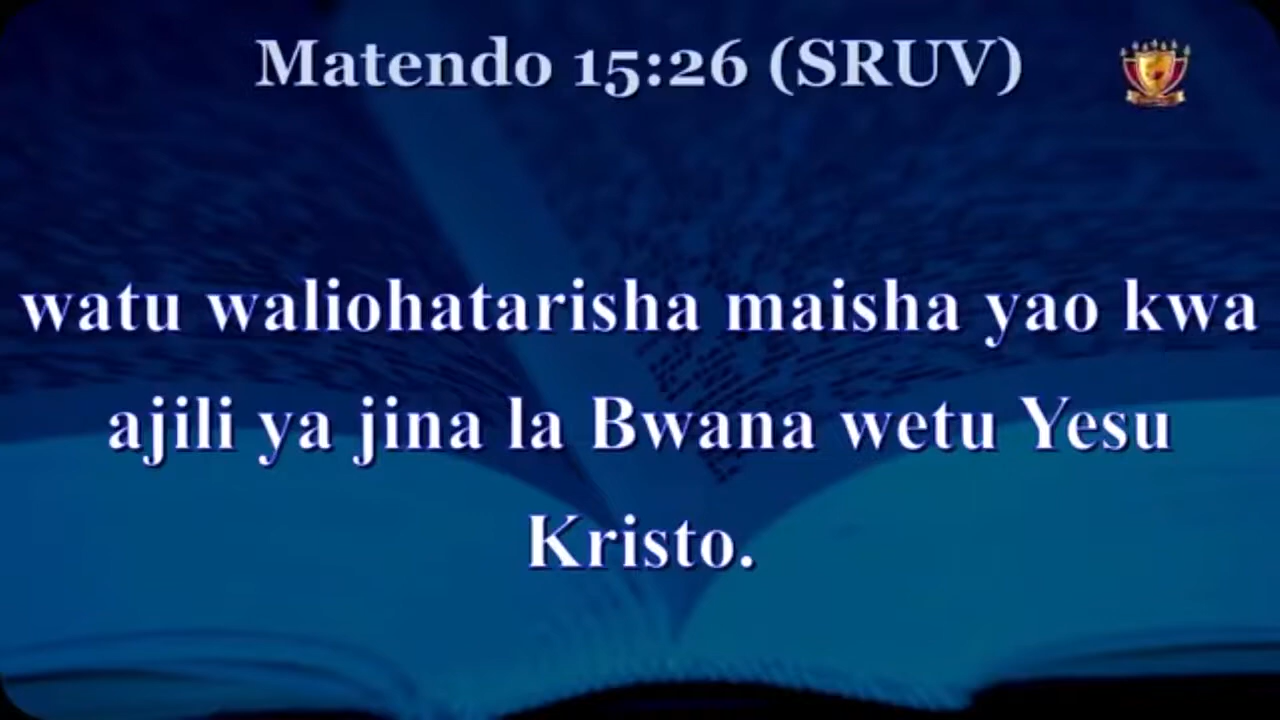 Matendo 15:26 (SRUV)
watu waliohatarisha maisha yao kwa
ajili ya jina la Bwana wetu Yesu
Kristo.